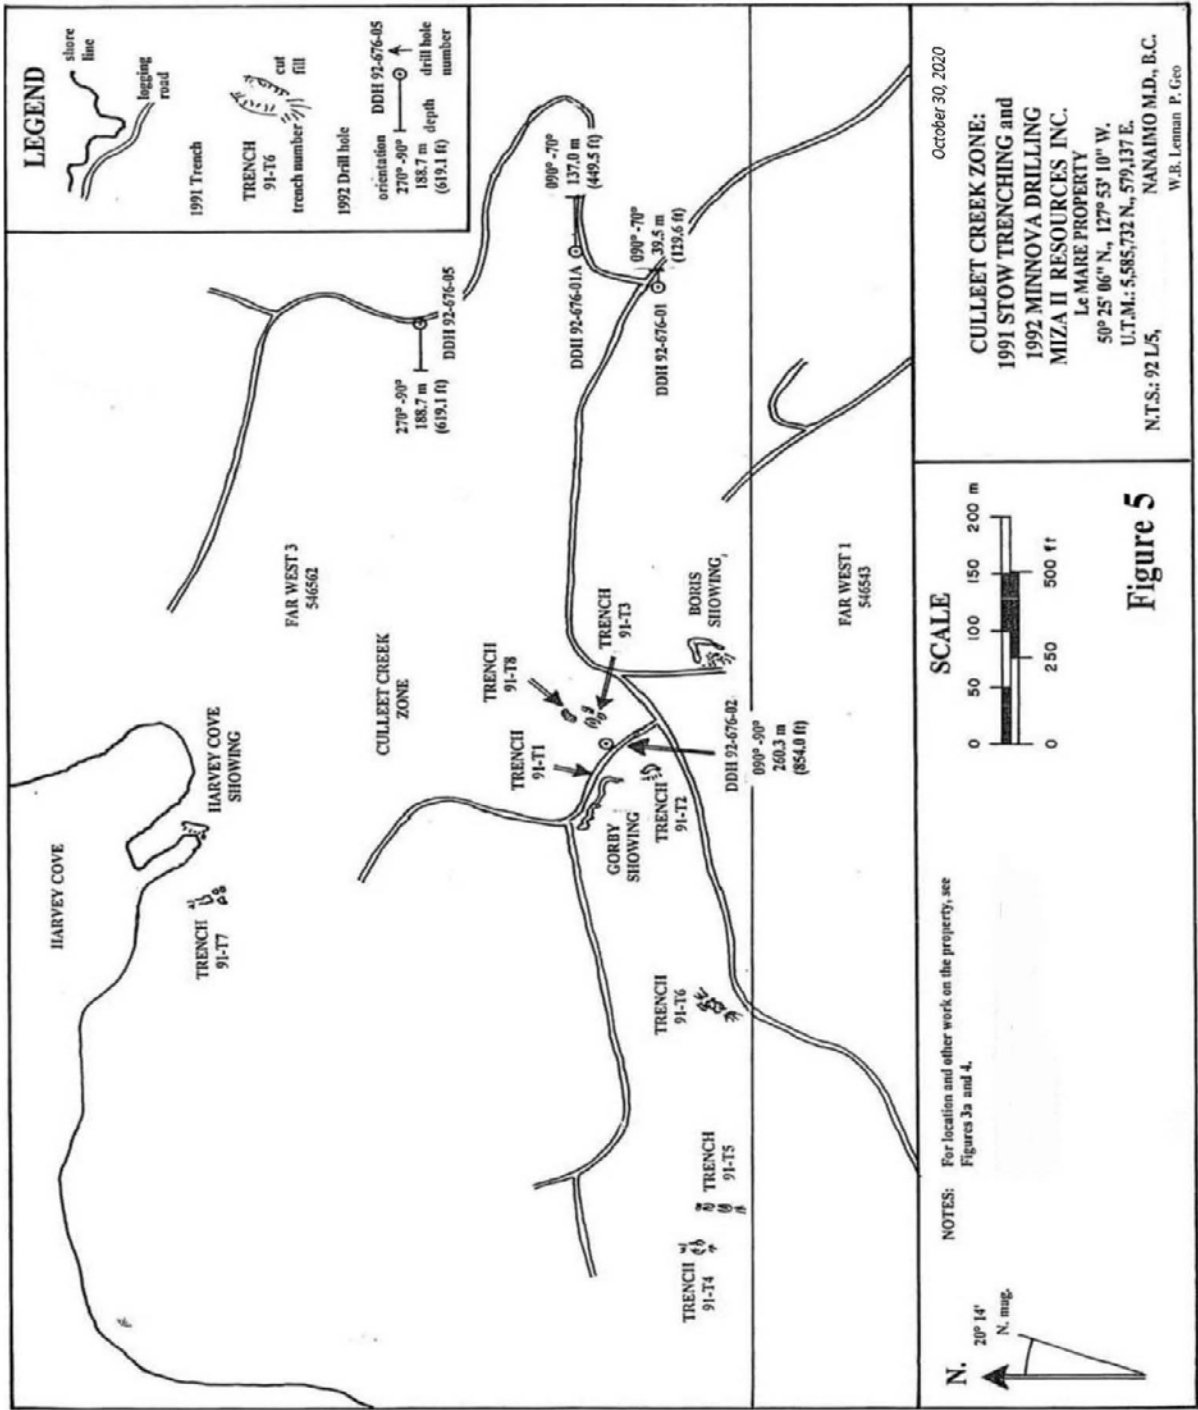 LEGEND
shore
line
logging
road
1991 Trench
TRENCH
91-T6
trench number
cut
fill
1992 Drill hole
orientation
270° -90°
188.7 m
(619.1 ft)
depth
DDH 92-676-05
drill hole
number
HARVEY COVE
HARVEY COVE
SHOWING
TRENCH
91-T7
FAR WEST 3
546562
CULLEET CREEK
ZONE
270° -90°
188.7 m
(619.1 ft)
DDH 92-676-05
090° -70°
137.0 m
(449.5 ft)
DDH 92-676-01A
090° -70°
39.5 m
(129.6 ft)
DDH 92-676-01
TRENCH
91-T8
TRENCH
91-T1
TRENCH
91-T3
GORBY
SHOWING
TRENCH
91-T2
BORIS
SHOWING
DDH 92-676-02
090° -90°
260.3 m
(854.0 ft)
TRENCH
91-T6
TRENCH
91-T5
TRENCH
91-T4
FAR WEST 1
546543
N.
20° 14'
N. mag.
NOTES: For location and other work on the property, see
Figures 3a and 4.
SCALE
0 50 100 150 200 m
0 250 500 ft
Figure 5
October 30, 2020
CULLEET CREEK ZONE:
1991 STOW TRENCHING and
1992 MINNOVA DRILLING
MIZA II RESOURCES INC.
Le MARE PROPERTY
50° 25' 06" N., 127° 53' 10" W.
U.T.M.: 5,585,732 N., 579,137 E.
N.T.S.: 92 L/5, NANAIMO M.D., B.C.
W.B. Lennan P. Geo